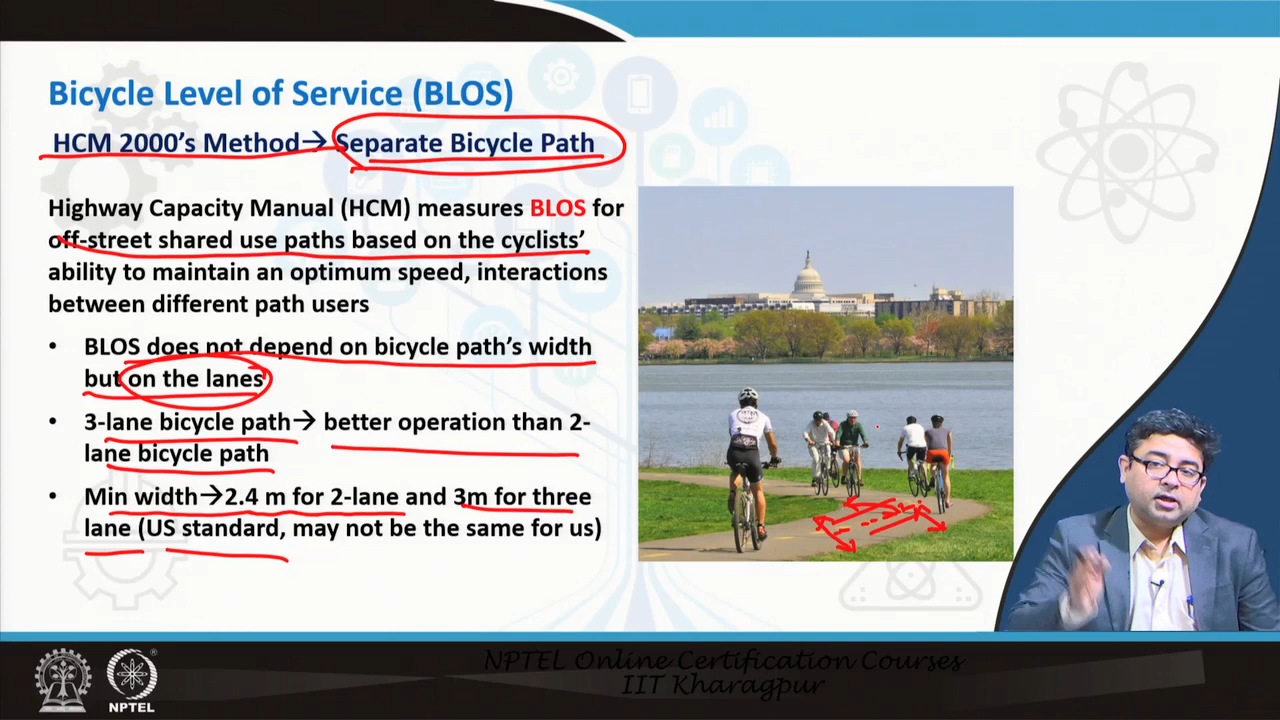 Bicycle Level of Service (BLOS)
HCM 2000's Method→ Separate Bicycle Path
Highway Capacity Manual (HCM) measures BLOS for
off-street shared use paths based on the cyclists'
ability to maintain an optimum speed, interactions
between different path users
• BLOS does not depend on bicycle path's width
but on the lanes
• 3-lane bicycle path→ better operation than 2-
lane bicycle path
• Min width→2.4 m for 2-lane and 3m for three
lane (US standard, may not be the same for us)
NPTEL Online Certification Courses
IIT Kharagpur
NPTEL